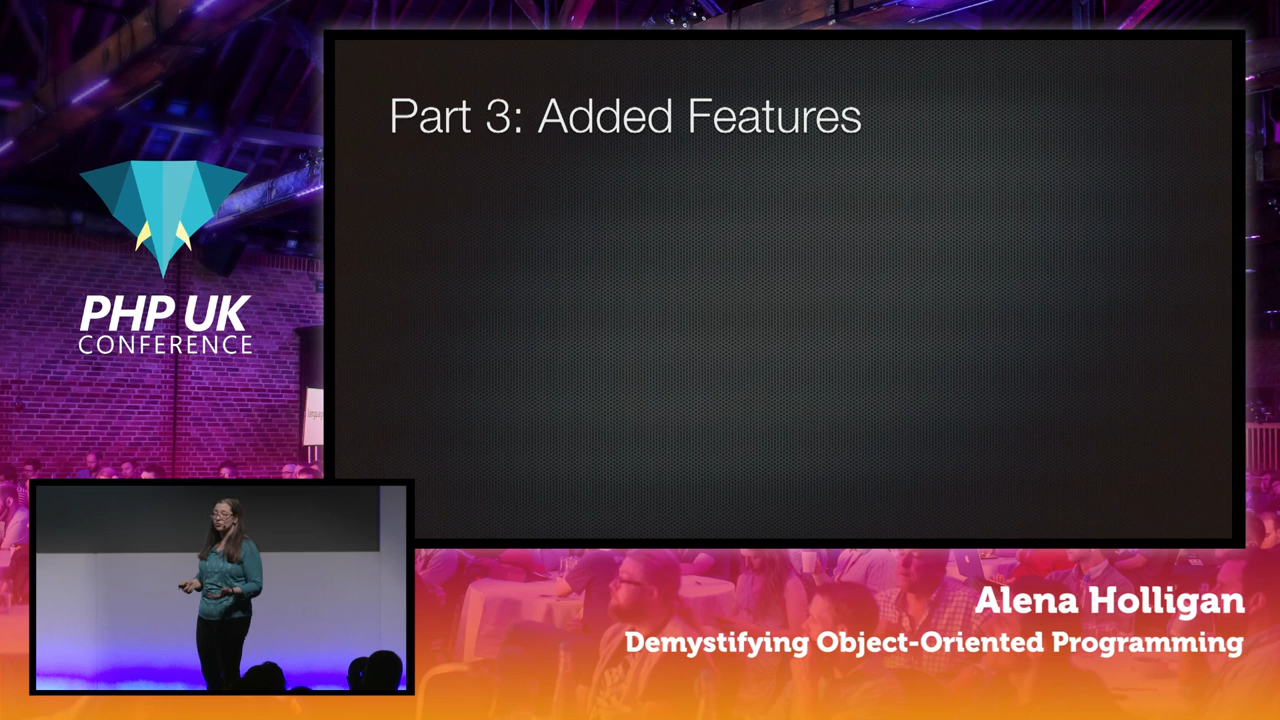 Part 3: Added Features
PHP UK
CONFERENCE
Alena Holligan
Demystifying Object-Oriented Programming